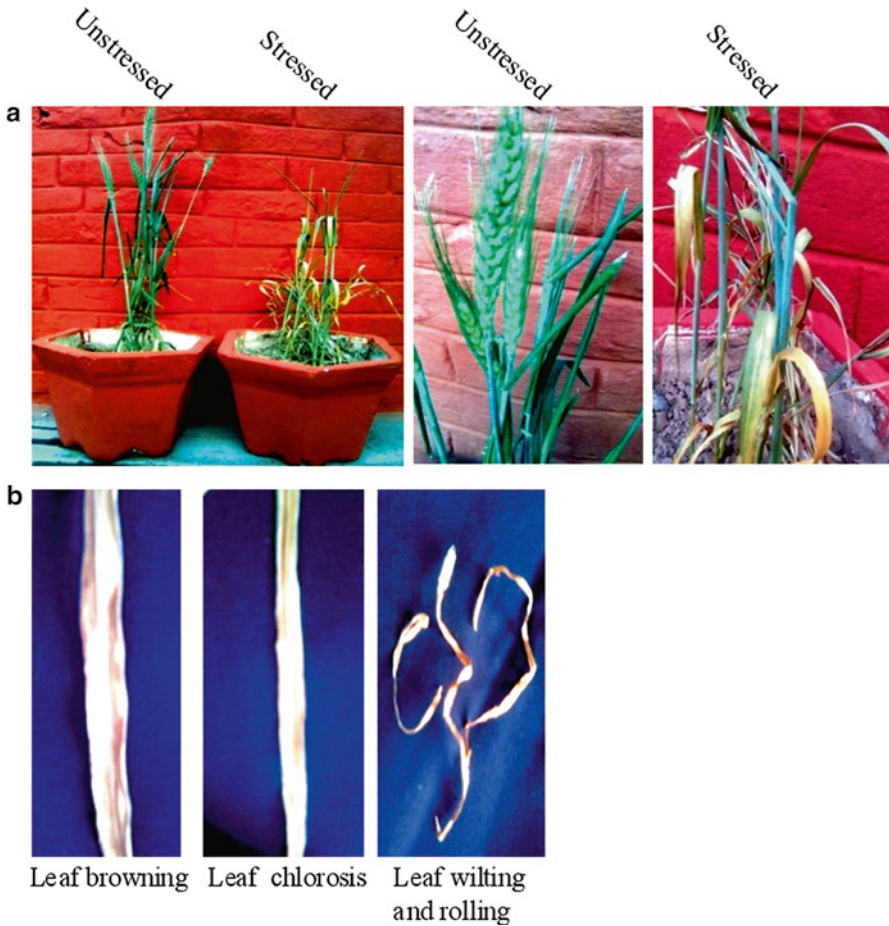 Unstressed
Stressed
Unstressed
Stressed
a
b
Leaf browning
Leaf chlorosis
Leaf wilting
and rolling